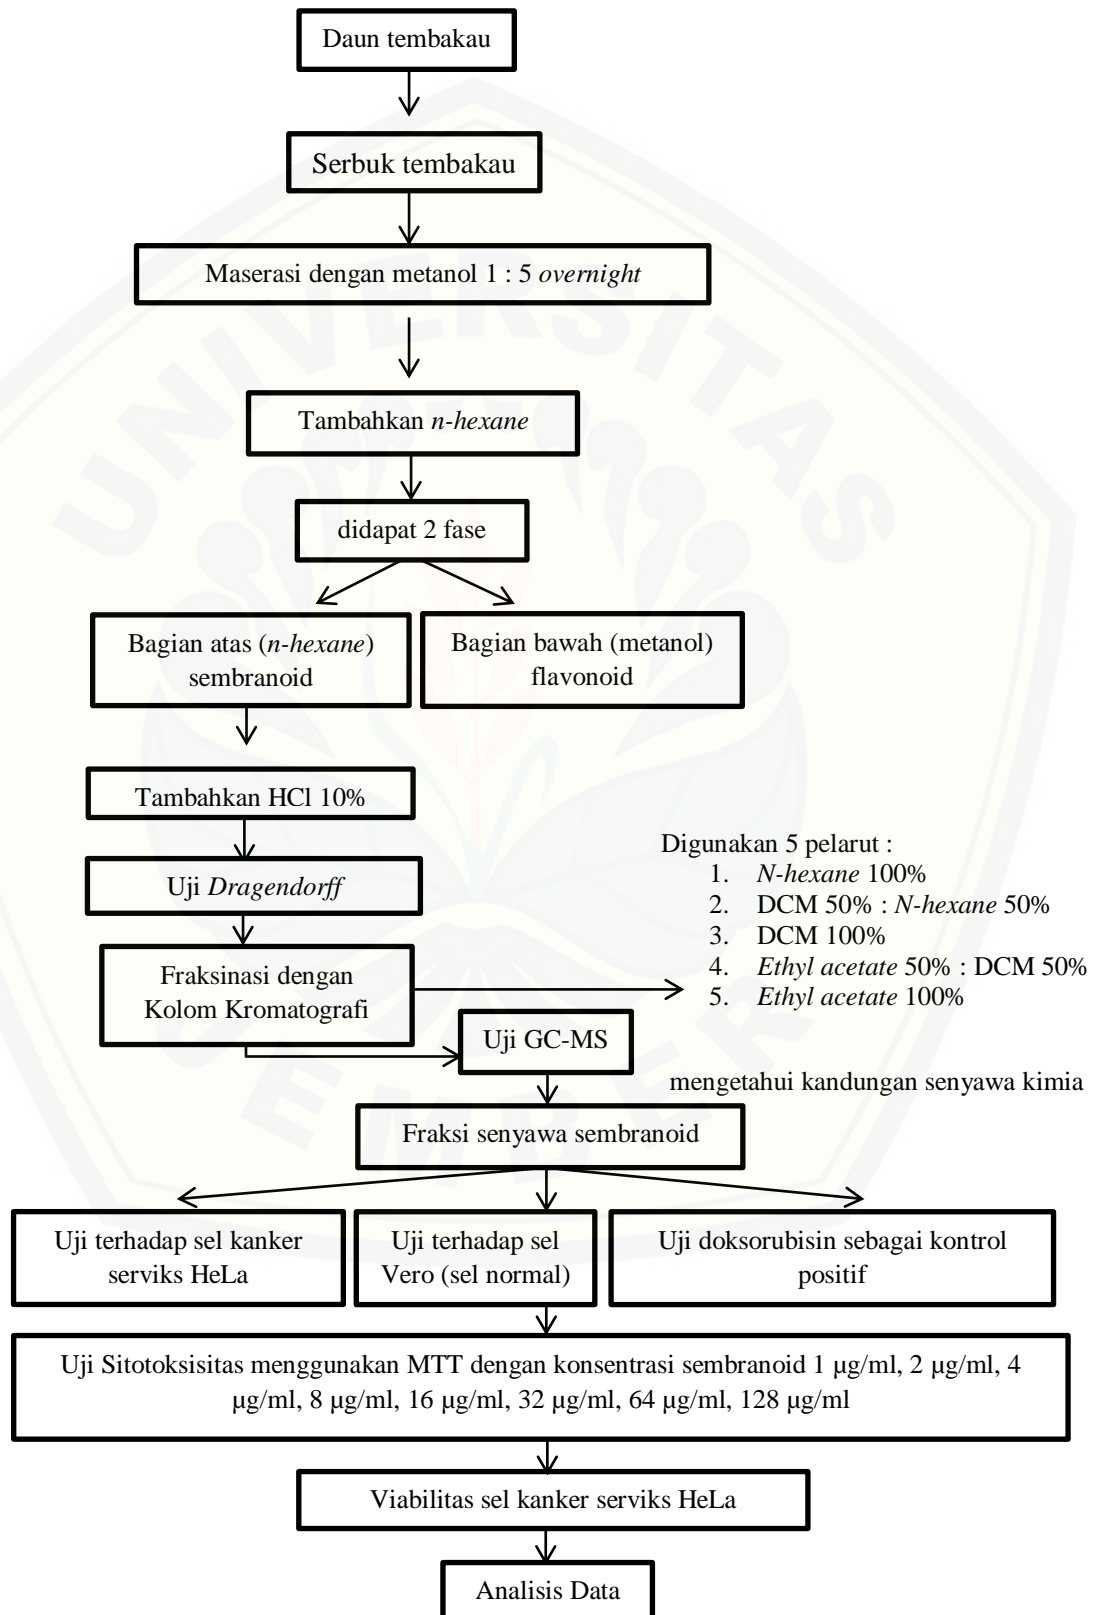 Daun tembakau
Serbuk tembakau
Maserasi dengan metanol 1 : 5 overnight
Tambahkan n-hexane
didapat 2 fase
Bagian atas (n-hexane)
sembranoid
Bagian bawah (metanol)
flavonoid
Tambahkan HCl 10%
Uji Dragendorff
Fraksinasi dengan
Kolom Kromatografi
Digunakan 5 pelarut :
1. N-hexane 100%
2. DCM 50% : N-hexane 50%
3. DCM 100%
4. Ethyl acetate 50% : DCM 50%
5. Ethyl acetate 100%
Uji GC-MS
mengetahui kandungan senyawa kimia
Fraksi senyawa sembranoid
Uji terhadap sel kanker
serviks HeLa
Uji terhadap sel
Vero (sel normal)
Uji doksorubisin sebagai kontrol
positif
Uji Sitotoksisitas menggunakan MTT dengan konsentrasi sembranoid 1 µg/ml, 2 µg/ml, 4
µg/ml, 8 µg/ml, 16 µg/ml, 32 µg/ml, 64 µg/ml, 128 µg/ml
Viabilitas sel kanker serviks HeLa
Analisis Data
UNIVERSITAS
JEMBER